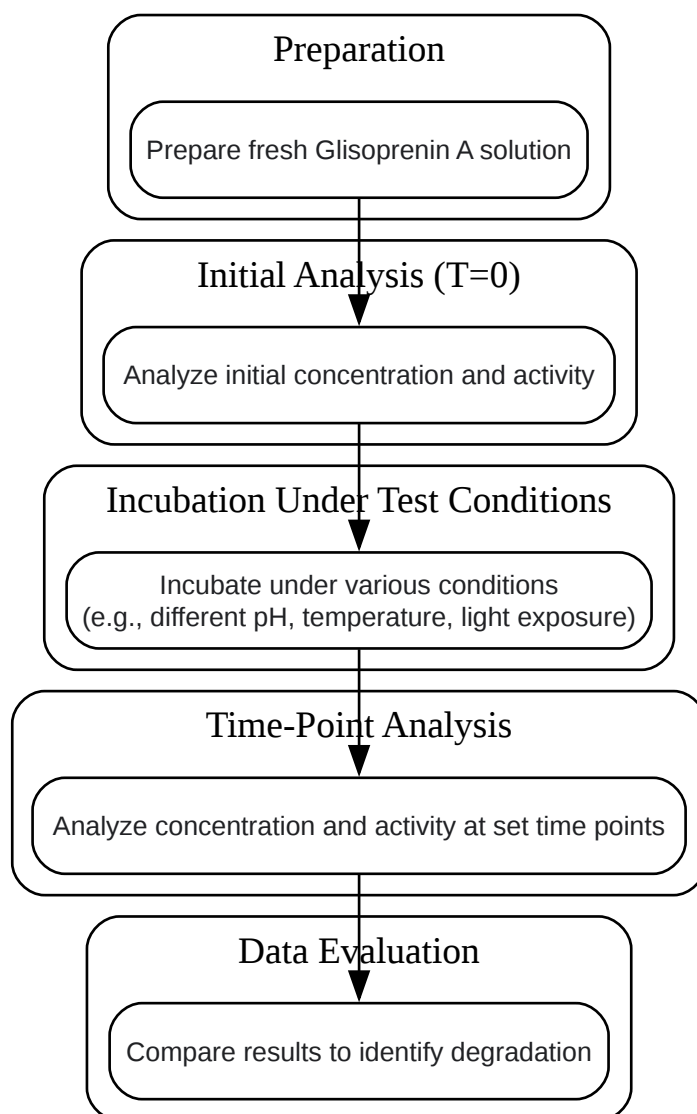 Preparation
Prepare fresh Glisoprenin A solution
Initial Analysis (T=0)
Analyze initial concentration and activity
Incubation Under Test Conditions
Incubate under various conditions
(e.g., different pH, temperature, light exposure)
Time-Point Analysis
Analyze concentration and activity at set time points
Data Evaluation
Compare results to identify degradation